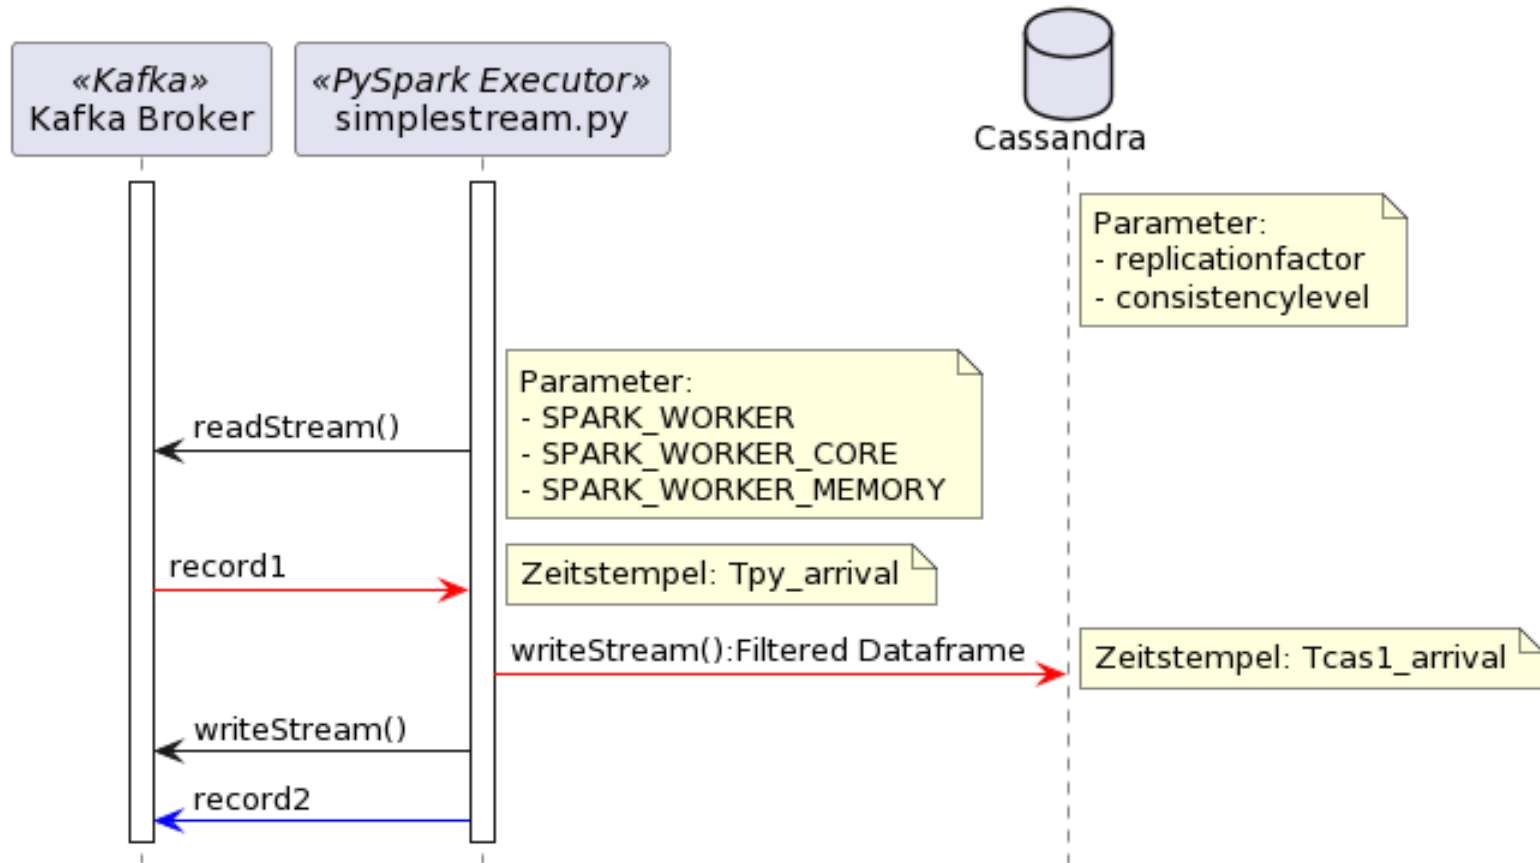 «Kafka»
Kafka Broker
«PySpark Executor»
simplestream.py
Cassandra
Parameter:
- replicationfactor
- consistencylevel
Parameter:
- SPARK_WORKER
- SPARK_WORKER_CORE
- SPARK_WORKER_MEMORY
readStream()
record1
Zeitstempel: Tpy_arrival
writeStream():Filtered Dataframe
Zeitstempel: Tcas1_arrival
writeStream()
record2